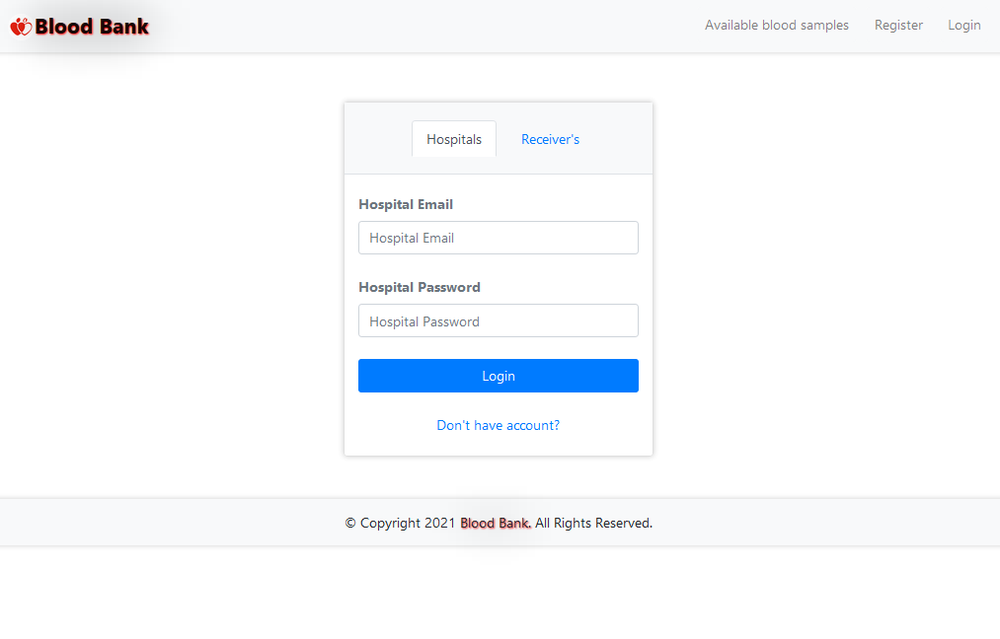 Blood Bank
Available blood samples
Register
Login
Hospitals
Receiver's
Hospital Email
Hospital Email
Hospital Password
Hospital Password
Login
Don't have account?
© Copyright 2021 Blood Bank. All Rights Reserved.